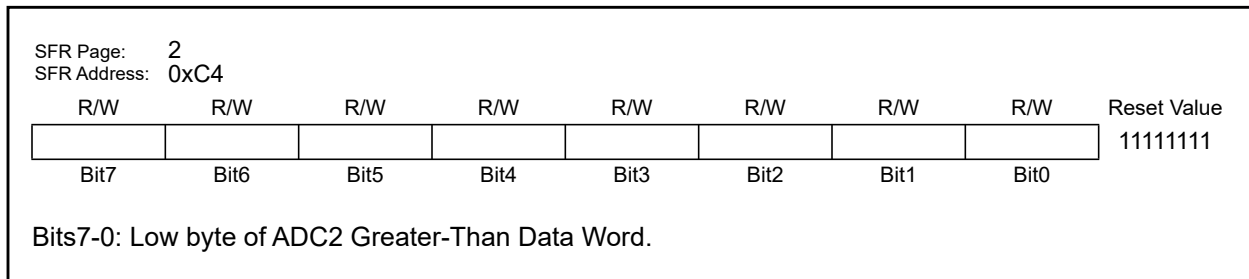 SFR Page: 2
SFR Address: 0xC4
R/W R/W R/W R/W R/W R/W R/W R/W Reset Value
11111111
Bit7 Bit6 Bit5 Bit4 Bit3 Bit2 Bit1 Bit0
Bits7-0: Low byte of ADC2 Greater-Than Data Word.